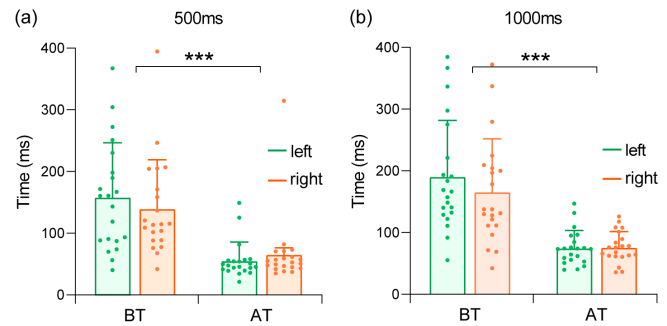 (a) 500ms
Time (ms)
400
300
200
100
0
***
left
right
BT AT
(b) 1000ms
Time (ms)
400
300
200
100
0
***
left
right
BT AT